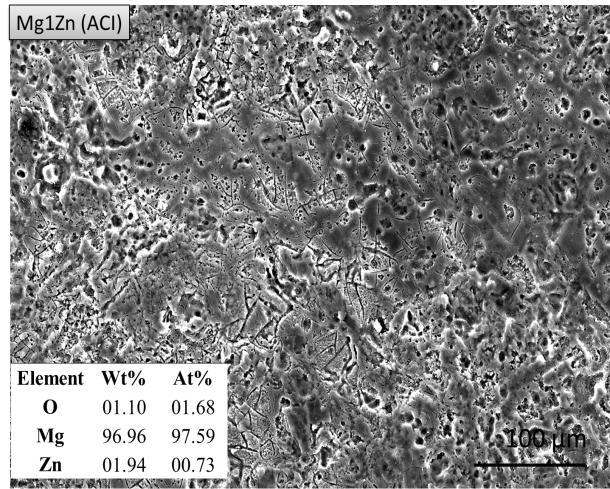 Mg1Zn (ACI)
Element Wt% At%
O 01.10 01.68
Mg 96.96 97.59
Zn 01.94 00.73
100 µm